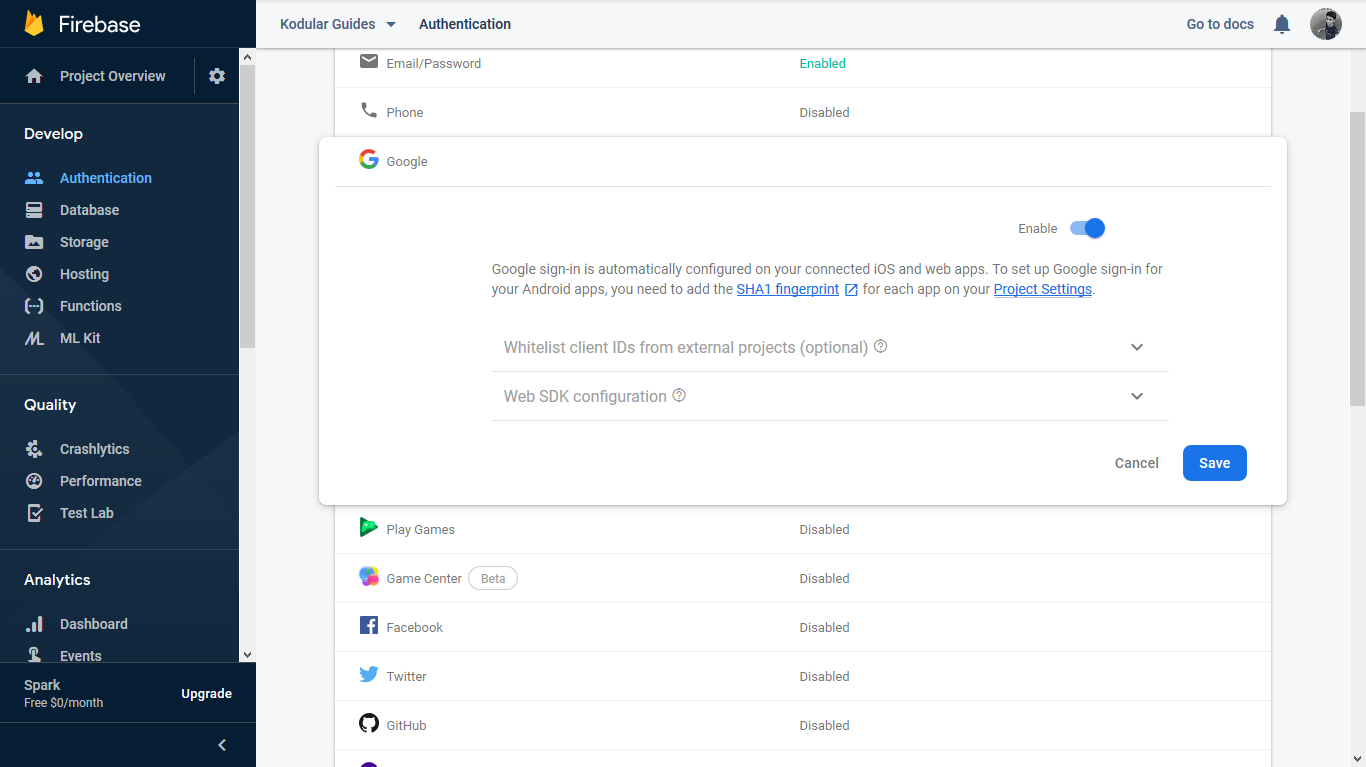 Firebase
Project Overview
Develop
Authentication
Database
Storage
Hosting
Functions
ML Kit
Quality
Crashlytics
Performance
Test Lab
Analytics
Dashboard
Events
Spark
Free $0/month
Upgrade
Kodular Guides
Authentication
Go to docs
Email/Password Enabled
Phone Disabled
Google
Enable
Google sign-in is automatically configured on your connected iOS and web apps. To set up Google sign-in for
your Android apps, you need to add the SHA1 fingerprint for each app on your Project Settings.
Whitelist client IDs from external projects (optional)
Web SDK configuration
Cancel Save
Play Games Disabled
Game Center Beta Disabled
Facebook Disabled
Twitter Disabled
GitHub Disabled